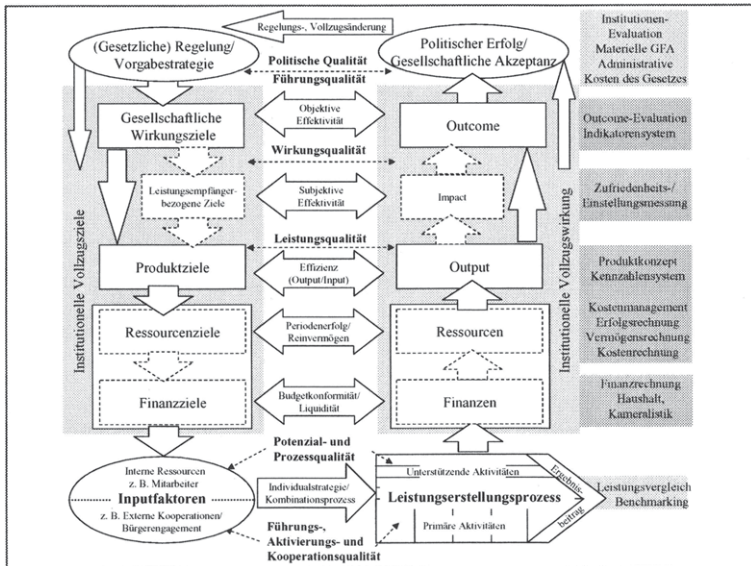 Regelungs-, Vollzugsänderung
(Gesetzliche) Regelung/
Vorgabestrategie
Politische Qualität
Führungsqualität
Politischer Erfolg/
Gesellschaftliche Akzeptanz
Institutionen-
Evaluation
Materielle GFA
Administrative
Kosten des Gesetzes
Institutionelle Vollzugsziele
Gesellschaftliche
Wirkungsziele
Objektive
Effektivität
Outcome
Outcome-Evaluation
Indikatorensystem
Wirkungsqualität
Leistungsempfänger-
bezogene Ziele
Subjektive
Effektivität
Impact
Zufriedenheits-/
Einstellungsmessung
Leistungsqualität
Produktziele
Effizienz
(Output/Input)
Output
Produktkonzept
Kennzahlensystem
Institutionelle Vollzugswirkung
Ressourcenziele
Periodenerfolg/
Reinvermögen
Ressourcen
Kostenmanagement
Erfolgsrechnung
Vermögensrechnung
Kostenrechnung
Finanzziele
Budgetkonformität/
Liquidität
Finanzen
Finanzrechnung
Haushalt,
Kameralistik
Potenzial- und
Prozessqualität
Interne Ressourcen
z. B. Mitarbeiter
Inputfaktoren
z. B. Externe Kooperationen/
Bürgerengagement
Individualstrategie/
Kombinationsprozess
Führungs-,
Aktivierungs- und
Kooperationsqualität
Unterstützende Aktivitäten
Leistungserstellungsprozess
Primäre Aktivitäten
Ergebnis-
beitrag
Leistungsvergleich
Benchmarking